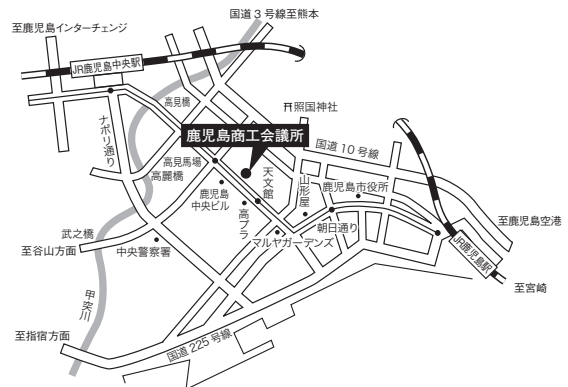 国道3号線至熊本
至鹿児島インターチェンジ
JR鹿児島中央駅
高見橋
⛩照国神社
鹿児島商工会議所
国道10号線
ナポリ通り
高見馬場
高麗橋
天文館
山形屋
鹿児島市役所
鹿児島
中央ビル
高プラ
朝日通り
マルヤガーデンズ
至鹿児島空港
武之橋
中央警察署
至谷山方面
JR鹿児島駅
至宮崎
甲突川
至指宿方面
国道225号線